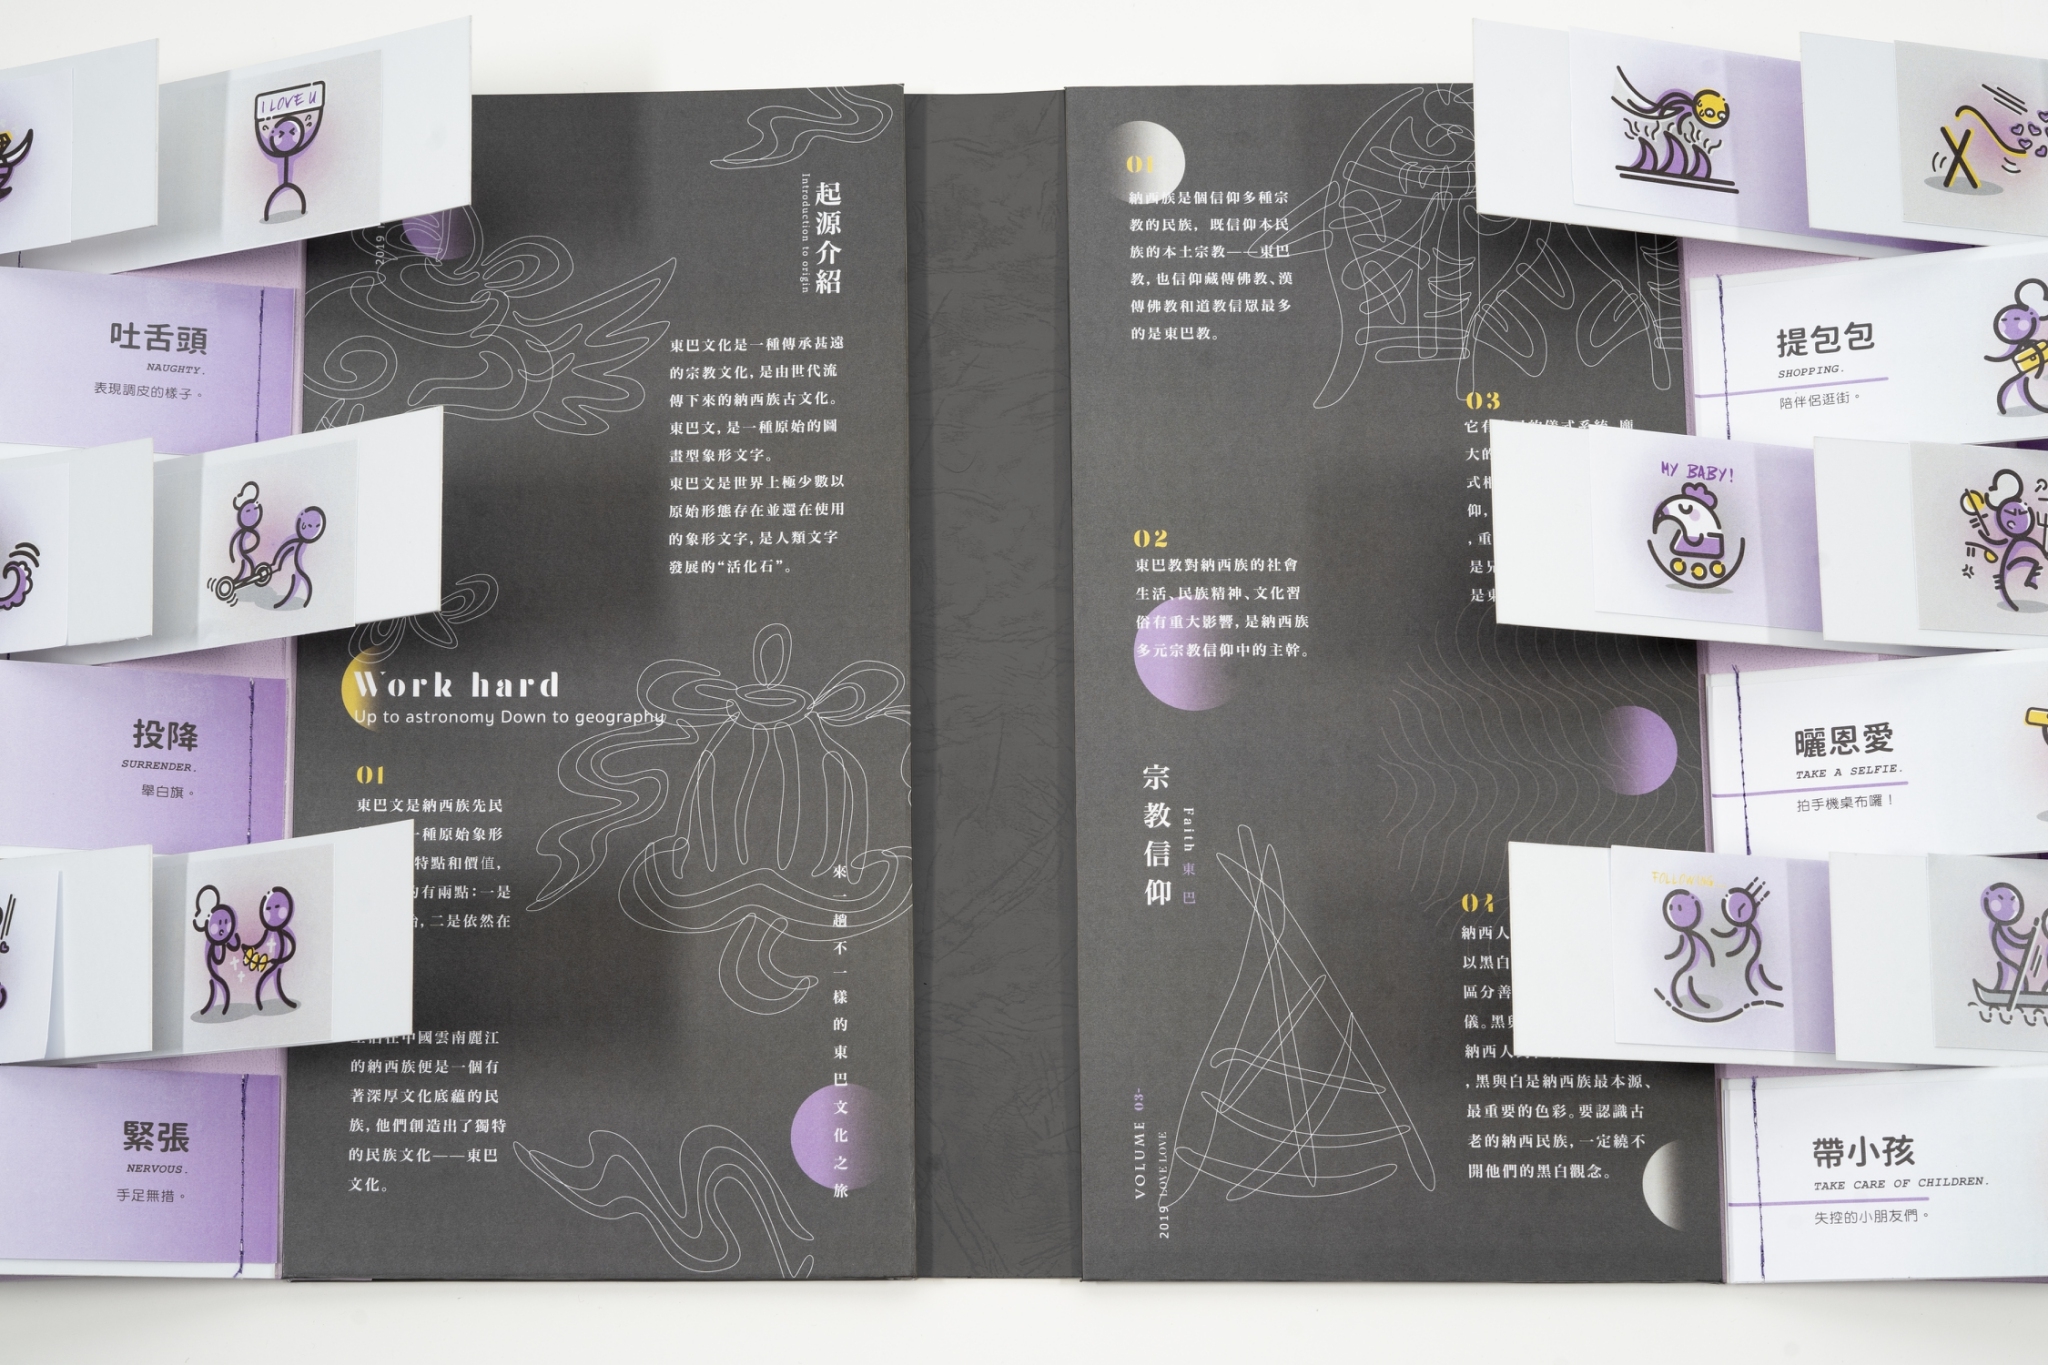 I LOVE U
吐舌頭
NAUGHTY.
表現調皮的樣子。
投降
SURRENDER.
舉白旗。
緊張
NERVOUS.
手足無措。
2019
起源介紹
Introduction to origin
東巴文化是一種傳承甚遠
的宗教文化,是由世代流
傳下來的納西族古文化。
東巴文,是一種原始的圖
畫型象形文字。
東巴文是世界上極少數以
原始形態存在並還在使用
的象形文字,是人類文字
發展的“活化石”。
Work hard
Up to astronomy Down to geography
01
東巴文是納西族先民
一種原始象形
特點和價值,
有兩點:一是
,二是依然在
中國雲南麗江
的納西族便是一個有
著深厚文化底蘊的民
族,他們創造出了獨特
的民族文化——東巴
文化。
來一趟不一樣的東巴文化之旅
01
納西族是個信仰多種宗
教的民族, 既信仰本民
族的本土宗教——東巴
教,也信仰藏傳佛教、漢
傳佛教和道教信眾最多
的是東巴教。
02
東巴教對納西族的社會
生活、民族精神、文化習
俗有重大影響,是納西族
多元宗教信仰中的主幹。
宗教信仰
Faith 東巴
VOLUME 03-
2019 LOVE LOVE
03
它有
大的
式
仰,
,重
是
是
04
納西人
以黑白
區分善
儀。黑
納西人
,黑與白是納西族最本源、
最重要的色彩。要認識古
老的納西民族,一定繞不
開他們的黑白觀念。
提包包
SHOPPING.
陪伴侶逛街。
MY BABY!
曬恩愛
TAKE A SELFIE.
拍手機桌布囉!
FOLLOWING
帶小孩
TAKE CARE OF CHILDREN.
失控的小朋友們。